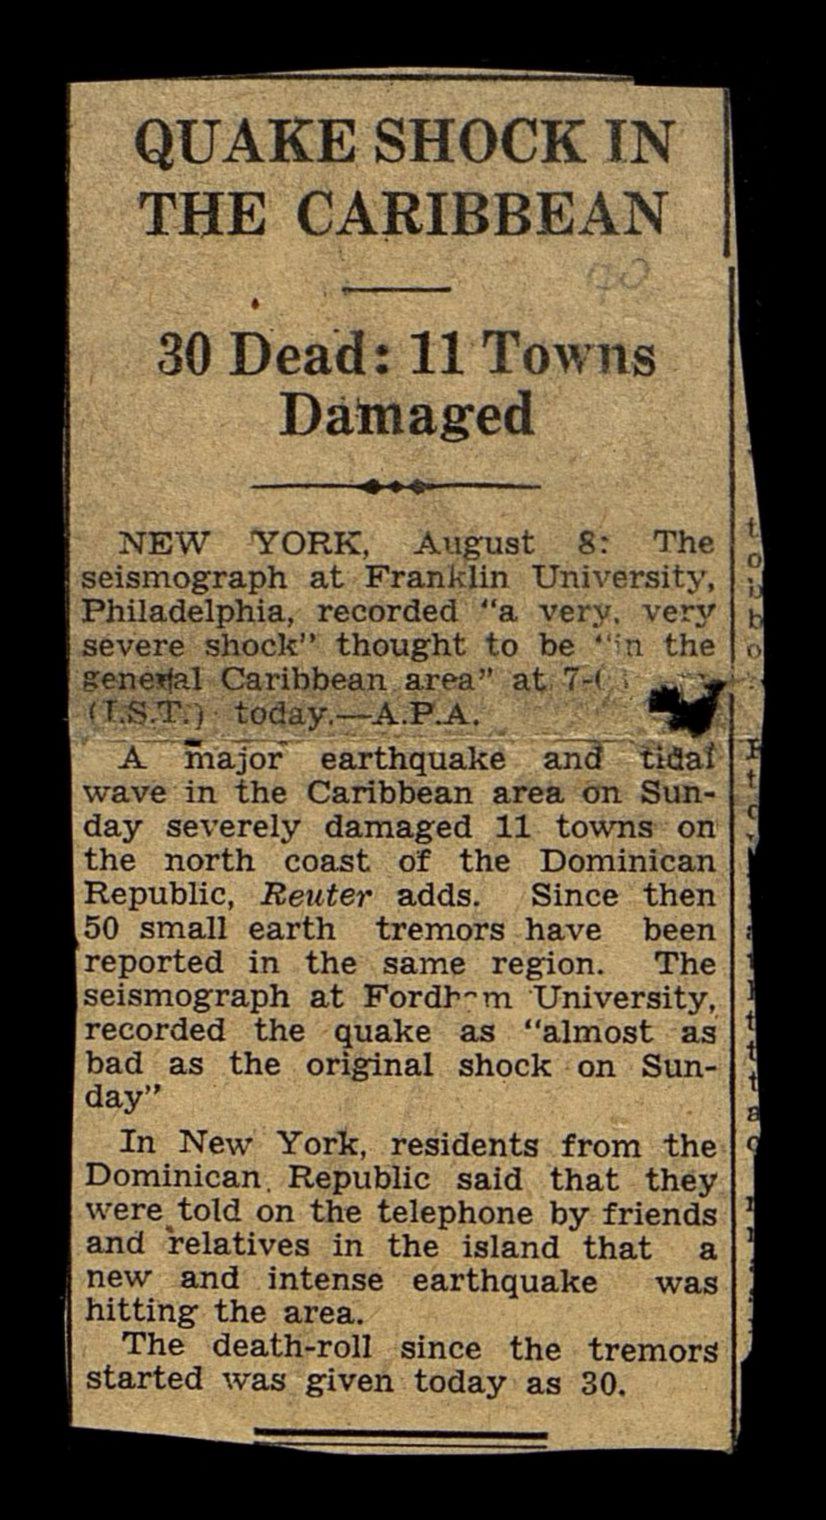 QUAKE SHOCK IN
THE CARIBBEAN
90
30 Dead: 11 Towns
Damaged
NEW YORK, August 8: The
seismograph at Franklin University,
Philadelphia, recorded "a very, very
severe shock" thought to be "in the
general Caribbean area" at
(I.S.T.) today.—A.P.A.
A major earthquake and tidal
wave in the Caribbean area on Sun-
day severely damaged 11 towns on
the north coast of the Dominican
Republic, Reuter adds. Since then
50 small earth tremors have been
reported in the same region. The
seismograph at Fordham University,
recorded the quake as "almost as
bad as the original shock on Sun-
day"
In New York, residents from the
Dominican Republic said that they
were told on the telephone by friends
and relatives in the island that a
new and intense earthquake was
hitting the area.
The death-roll since the tremors
started was given today as 30.